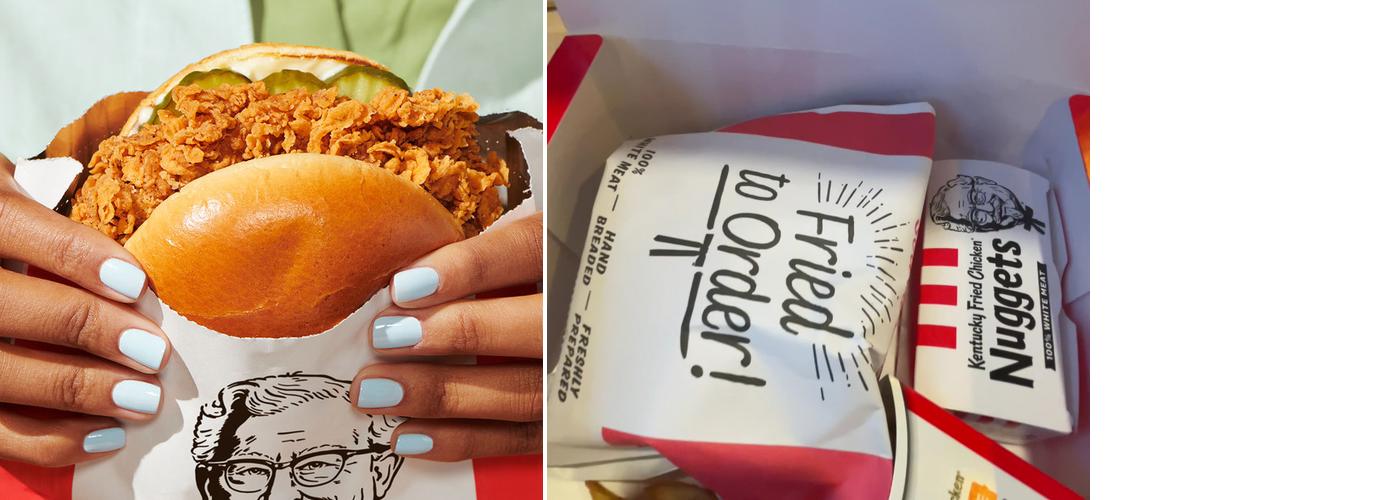 100%
WHITE MEAT — HAND
BREADED — FRESHLY
PREPARED
Fried
to Order!
Kentucky Fried Chicken®
Nuggets
100% WHITE MEAT